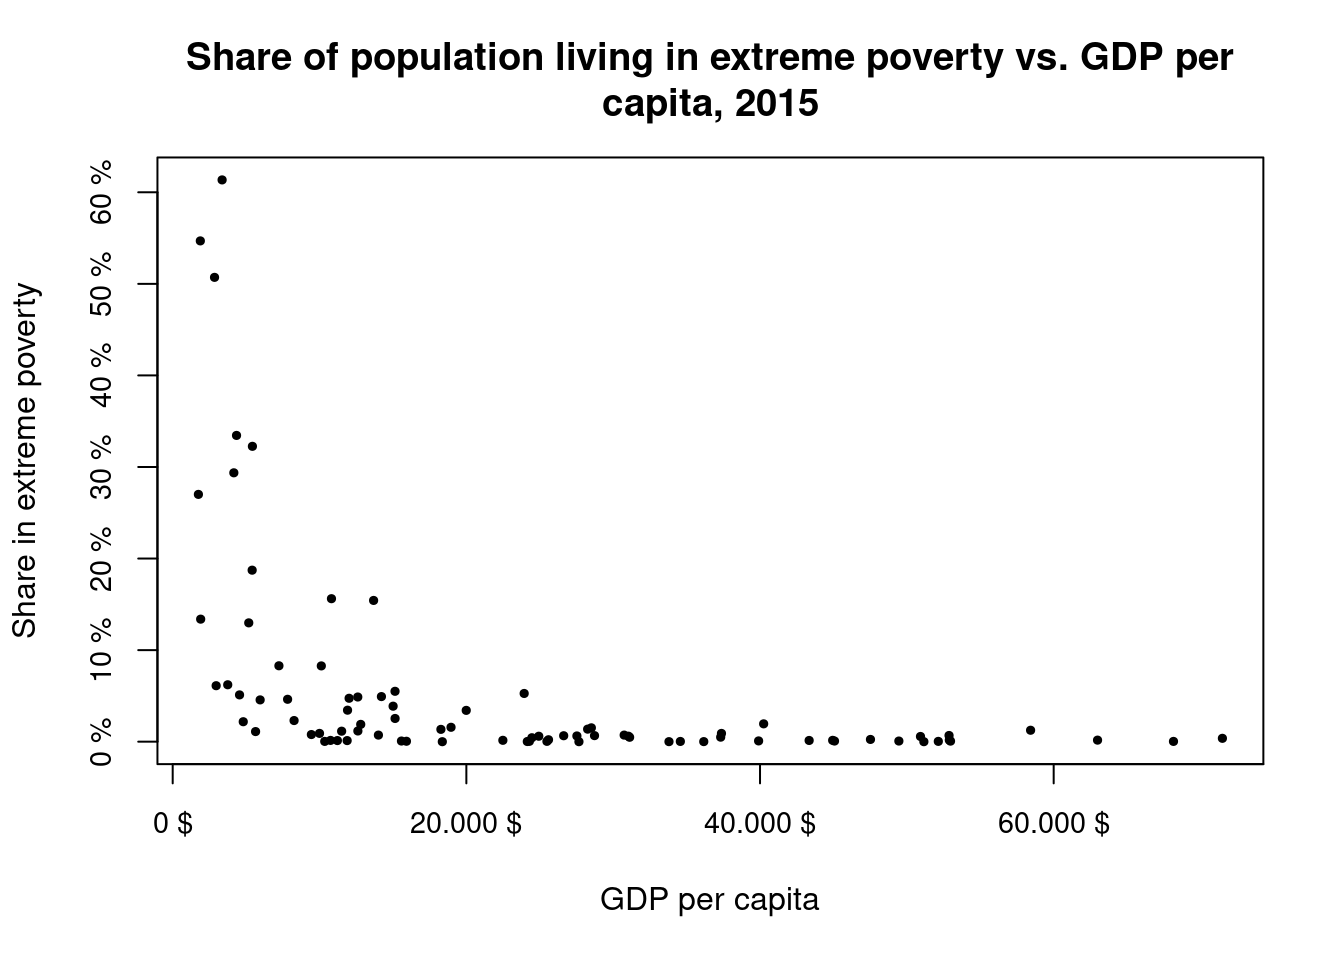 Share of population living in extreme poverty vs. GDP per
capita, 2015
Share in extreme poverty
60 %
50 %
40 %
30 %
20 %
10 %
0 %
0 $
20.000 $
40.000 $
60.000 $
GDP per capita